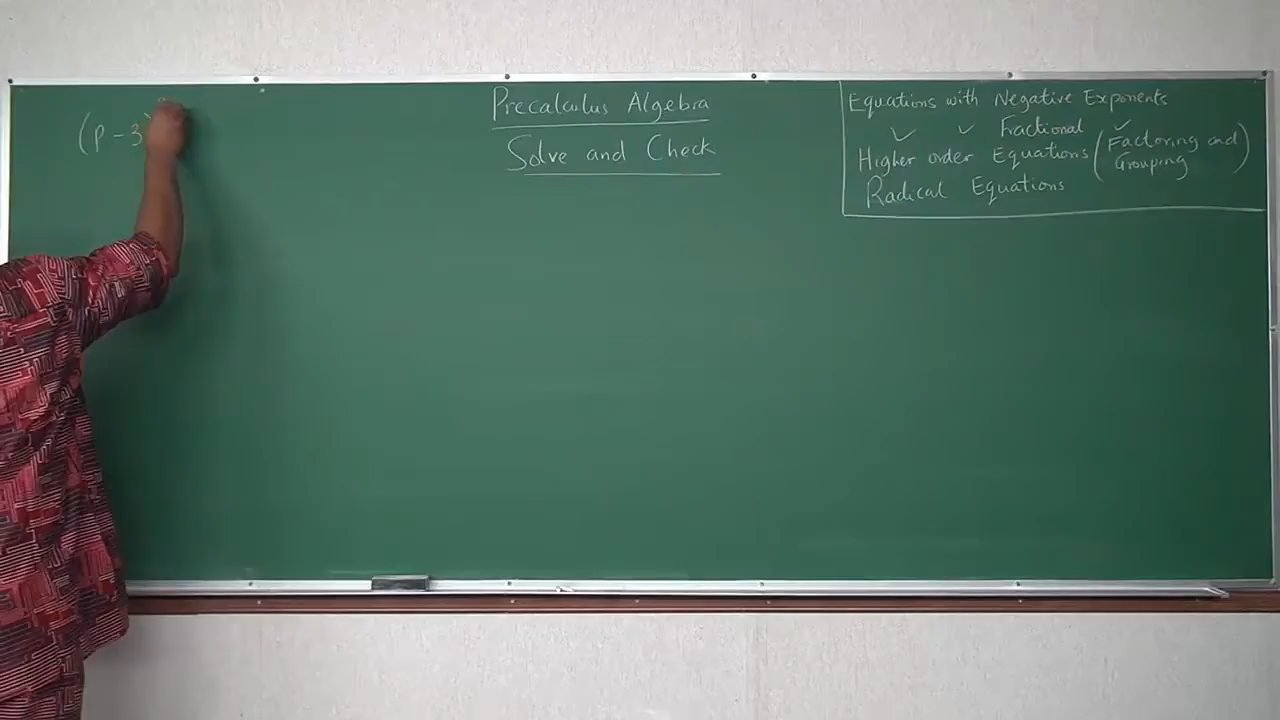 (P - 3)
Precalculus Algebra
Solve and Check
Equations with Negative Exponents
✓ ✓ Fractional ✓
Higher order Equations (Factoring and Grouping)
Radical Equations